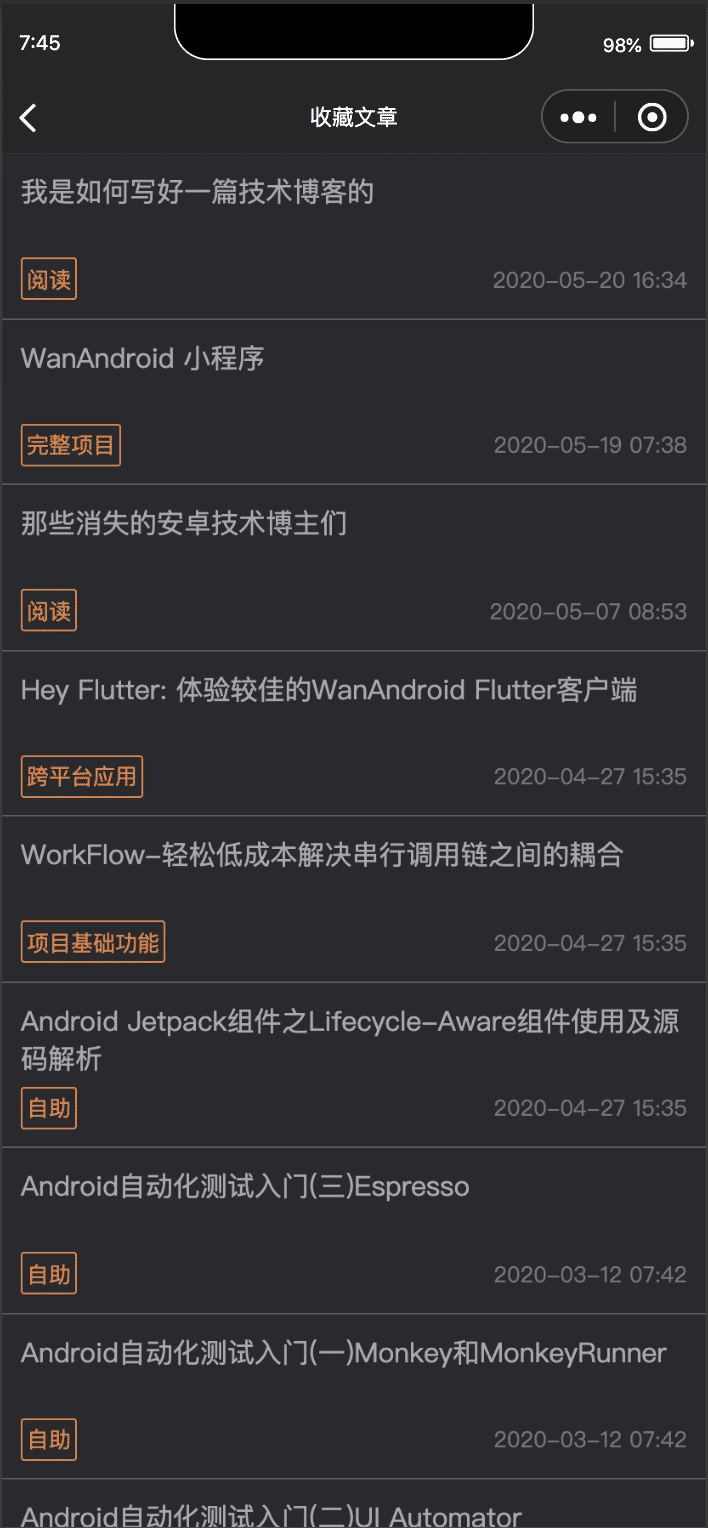 7:45
98%
收藏文章
我是如何写好一篇技术博客的
阅读
2020-05-20 16:34
WanAndroid 小程序
完整项目
2020-05-19 07:38
那些消失的安卓技术博主们
阅读
2020-05-07 08:53
Hey Flutter: 体验较佳的WanAndroid Flutter客户端
跨平台应用
2020-04-27 15:35
WorkFlow-轻松低成本解决串行调用链之间的耦合
项目基础功能
2020-04-27 15:35
Android Jetpack组件之Lifecycle-Aware组件使用及源
码解析
自助
2020-04-27 15:35
Android自动化测试入门(三)Espresso
自助
2020-03-12 07:42
Android自动化测试入门(一)Monkey和MonkeyRunner
自助
2020-03-12 07:42
Android自动化测试入门(二)UI Automator